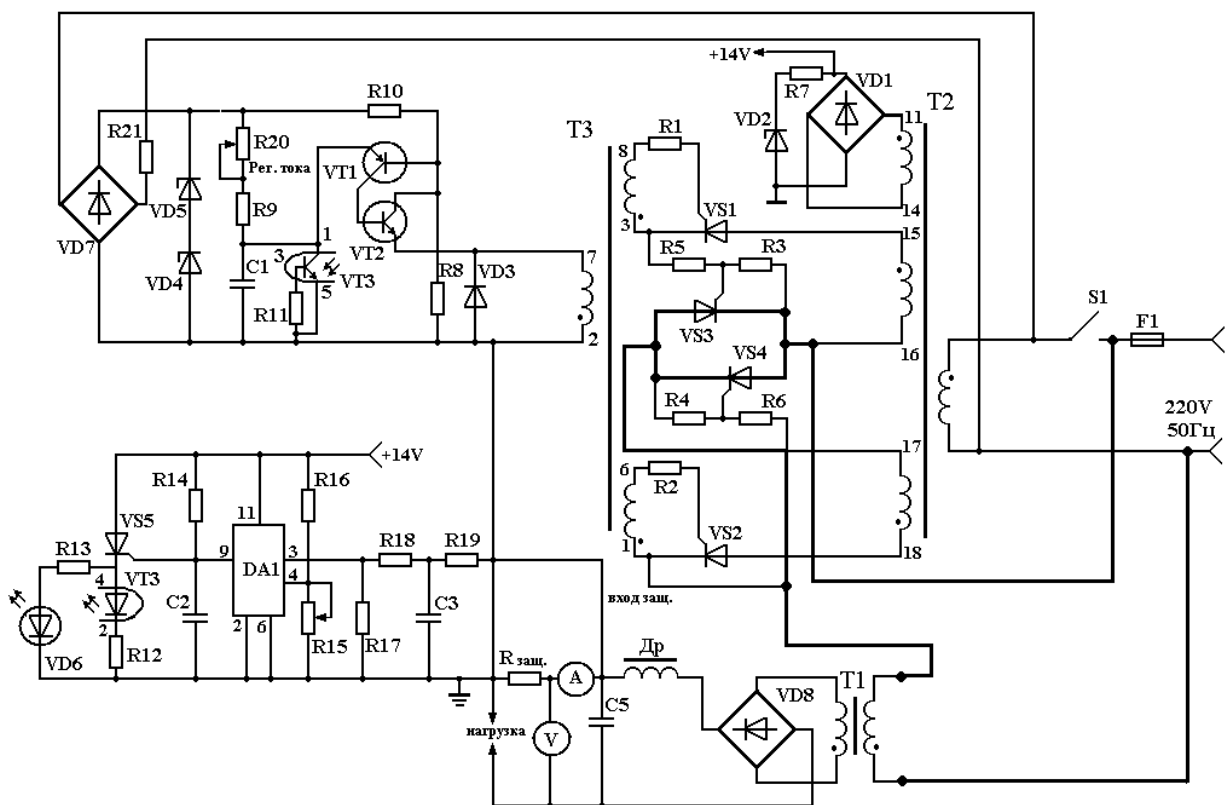 +14V
R7
VD1
T2
11
R10
R21
R20
Рег. тока
T3
R1
VD2
8
VT1
VS1
14
VD5
R9
3
15
VD7
1
3
VT2
7
R5
R3
VD4
C1
VT3
R8
VD3
5
R11
VS3
S1
F1
2
VS4
16
R4
R6
220V
50Гц
+14V
17
R14
R16
6
R2
11
VS5
R13
9
3
R18
R19
VS2
DA1
4
VT3
1
18
4
C2
C3
вход защ.
2
2
6
R15
R17
VD6
R12
R защ.
Др
A
T1
VD8
C5
нагрузка
V